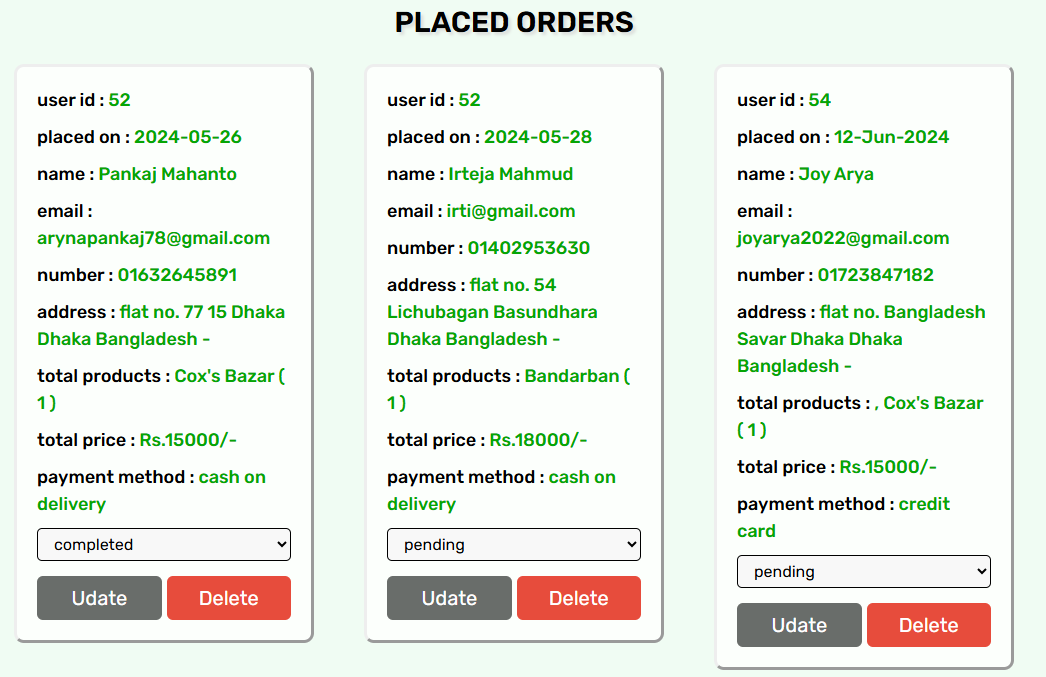 PLACED ORDERS
user id : 52
placed on : 2024-05-26
name : Pankaj Mahanto
email :
arynapankaj78@gmail.com
number : 01632645891
address : flat no. 77 15 Dhaka
Dhaka Bangladesh -
total products : Cox's Bazar (
1 )
total price : Rs.15000/-
payment method : cash on
delivery
completed
Udate
Delete
user id : 52
placed on : 2024-05-28
name : Irteja Mahmud
email : irti@gmail.com
number : 01402953630
address : flat no. 54
Lichubagan Basundhara
Dhaka Bangladesh -
total products : Bandarban (
1 )
total price : Rs.18000/-
payment method : cash on
delivery
pending
Udate
Delete
user id : 54
placed on : 12-Jun-2024
name : Joy Arya
email :
joyarya2022@gmail.com
number : 01723847182
address : flat no. Bangladesh
Savar Dhaka Dhaka
Bangladesh -
total products : , Cox's Bazar
( 1 )
total price : Rs.15000/-
payment method : credit
card
pending
Udate
Delete